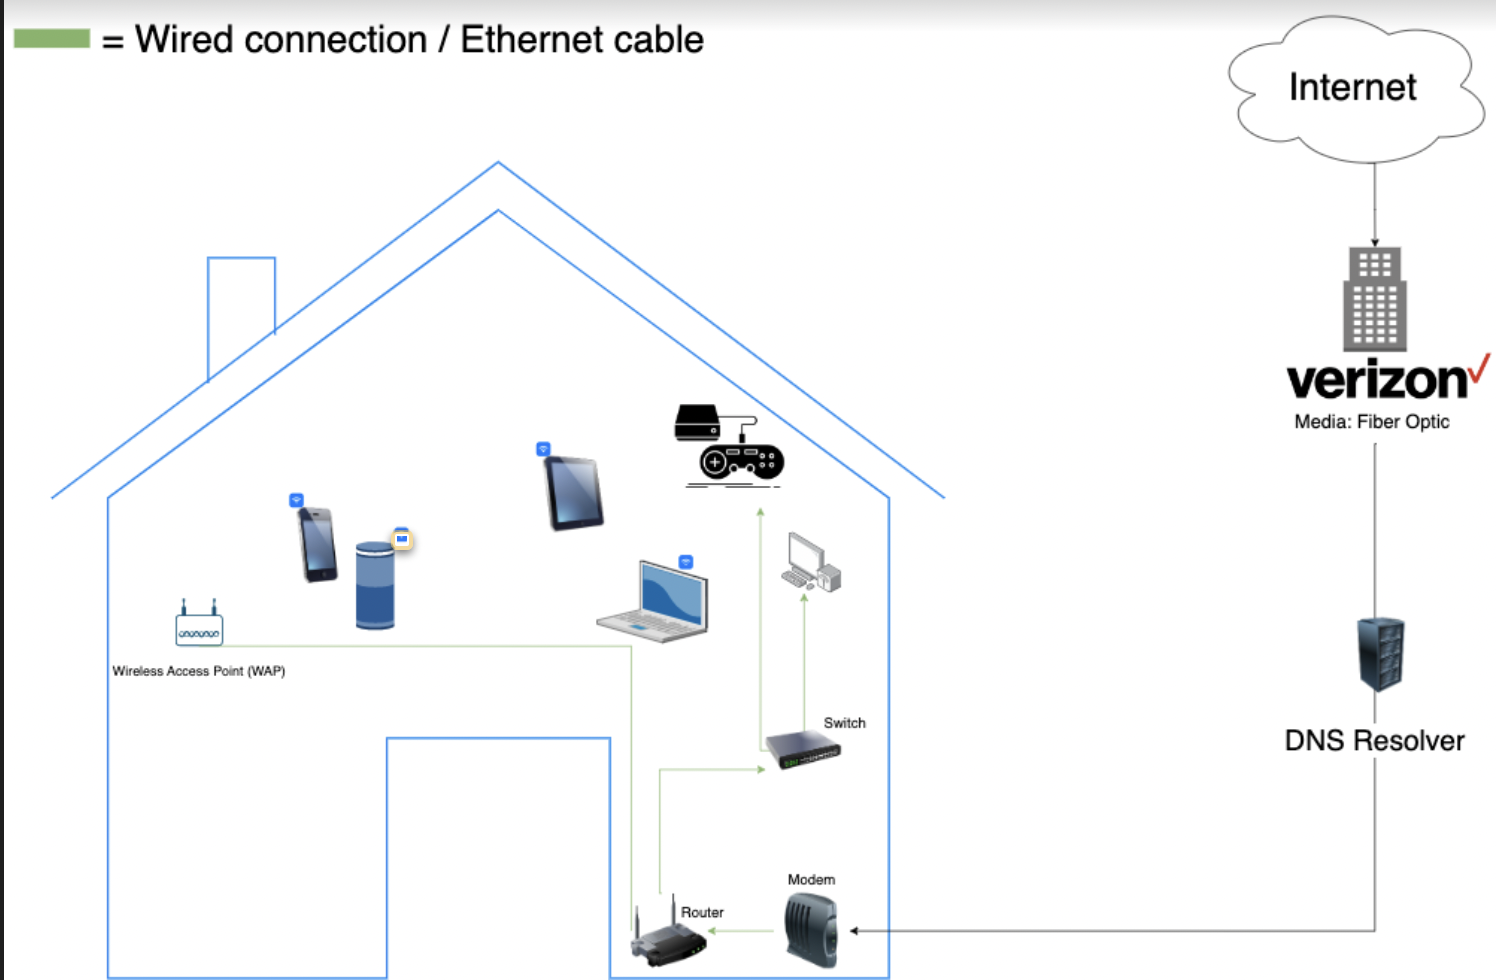 = Wired connection / Ethernet cable
Internet
verizon
Media: Fiber Optic
Wireless Access Point (WAP)
Switch
DNS Resolver
Modem
Router